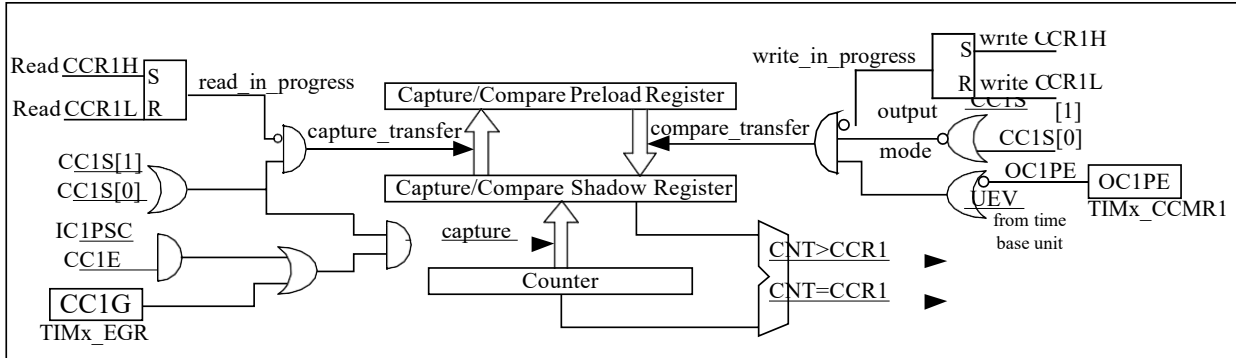 Read CCR1H
S
read_in_progress
Read CCR1L
R
Capture/Compare Preload Register
write_in_progress
S
write CCR1H
R
write CCR1L
capture_transfer
compare_transfer
output
mode
CC1S
[1]
CC1S[0]
CC1S[1]
CC1S[0]
Capture/Compare Shadow Register
OC1PE
OC1PE
UEV
TIMx_CCMR1
from time
base unit
IC1PSC
CC1E
capture
CNT>CCR1
Counter
CNT=CCR1
CC1G
TIMx_EGR